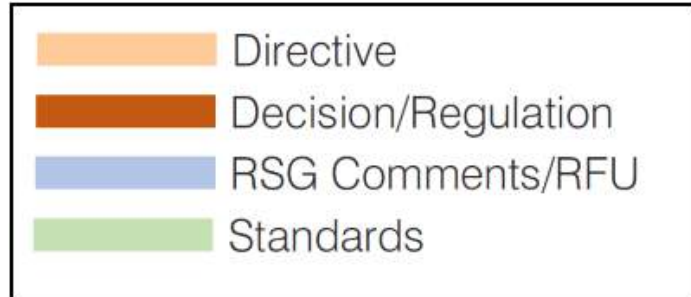 Directive
Decision/Regulation
RSG Comments/RFU
Standards